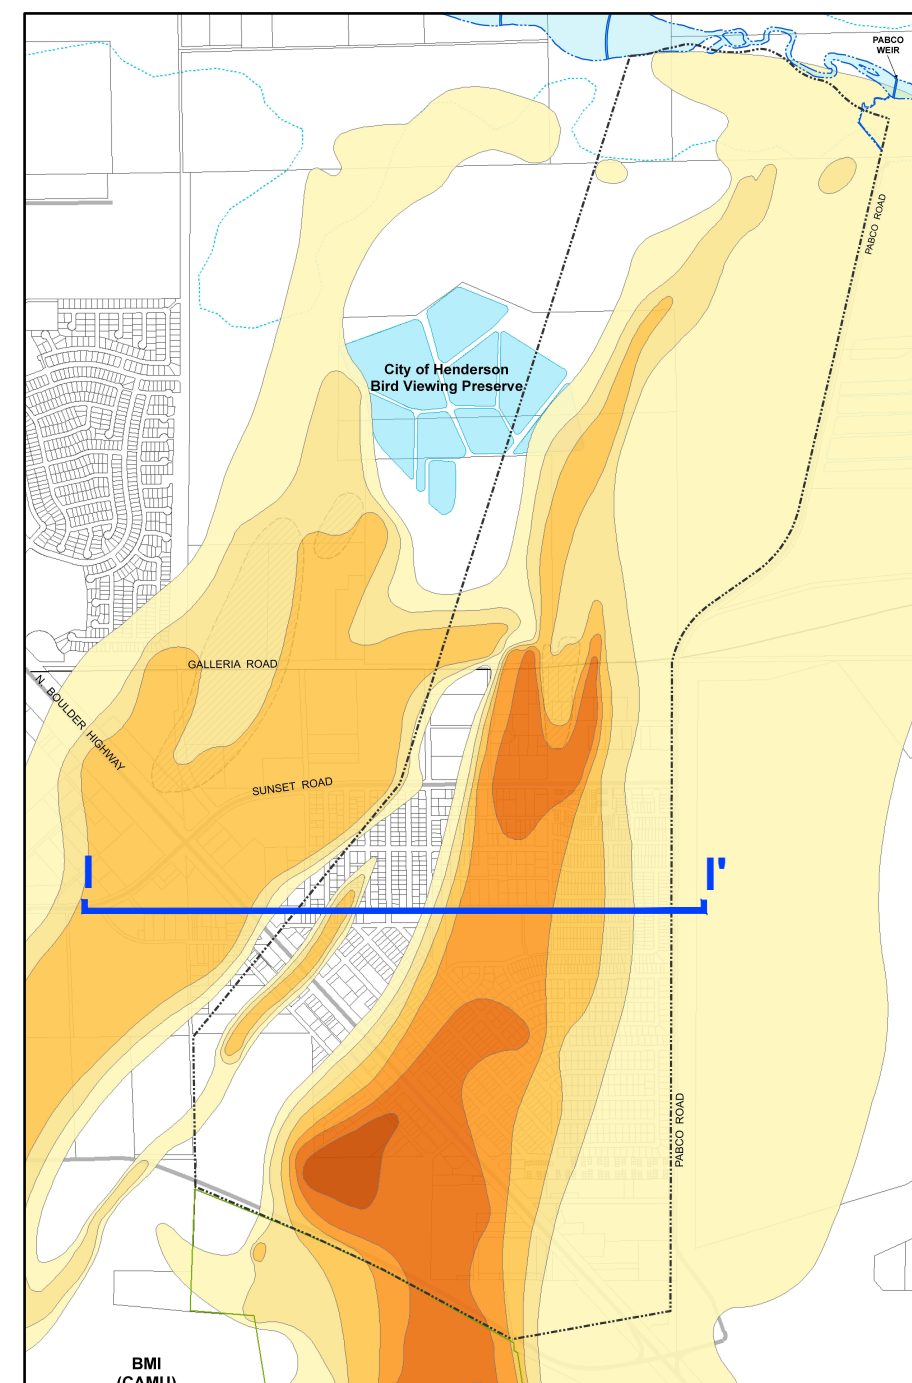 PABCO
WEIR
PABCO ROAD
City of Henderson
Bird Viewing Preserve
GALLERIA ROAD
N. BOULDER HIGHWAY
SUNSET ROAD
I
I'
PABCO ROAD
BMI
(CAMU)